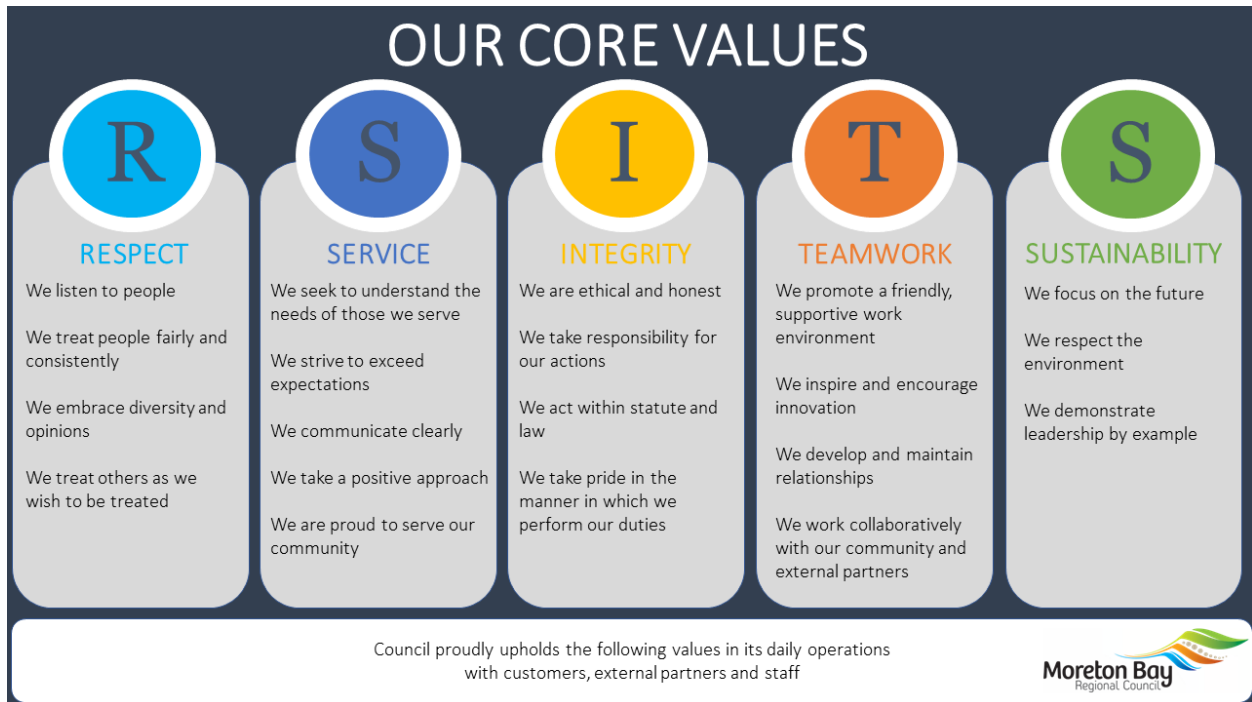 OUR CORE VALUES
R
RESPECT
We listen to people
We treat people fairly and
consistently
We embrace diversity and
opinions
We treat others as we
wish to be treated
S
SERVICE
We seek to understand the
needs of those we serve
We strive to exceed
expectations
We communicate clearly
We take a positive approach
We are proud to serve our
community
I
INTEGRITY
We are ethical and honest
We take responsibility for
our actions
We act within statute and
law
We take pride in the
manner in which we
perform our duties
T
TEAMWORK
We promote a friendly,
supportive work
environment
We inspire and encourage
innovation
We develop and maintain
relationships
We work collaboratively
with our community and
external partners
S
SUSTAINABILITY
We focus on the future
We respect the
environment
We demonstrate
leadership by example
Council proudly upholds the following values in its daily operations
with customers, external partners and staff
Moreton Bay
Regional Council